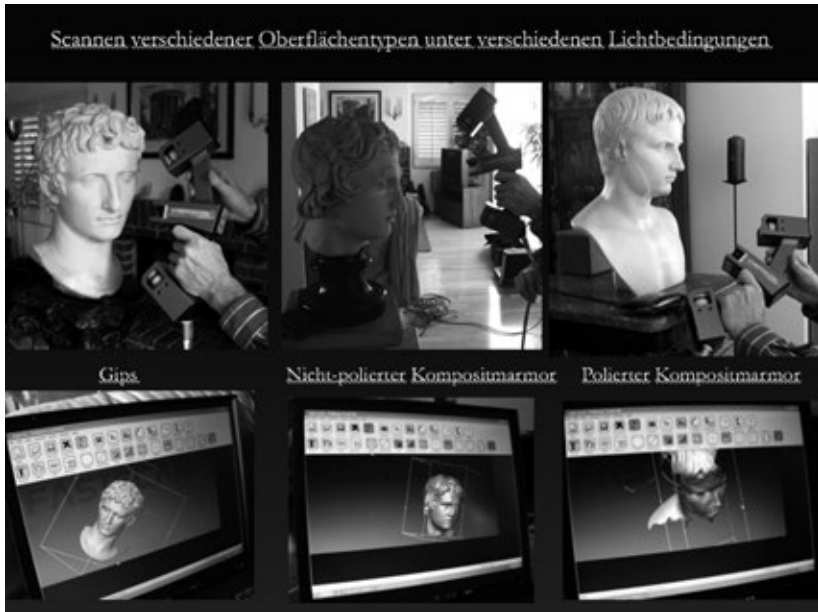 Scannen verschiedener Oberflächentypen unter verschiedenen Lichtbedingungen
Gips
Nicht-polierter Kompositmarmor
Polierter Kompositmarmor